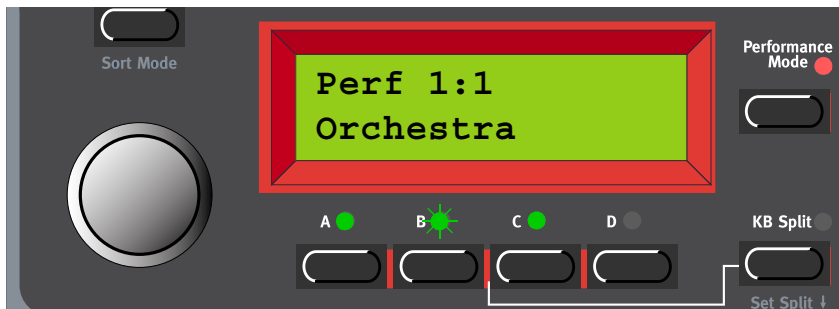 Sort Mode
Perf 1:1
Orchestra
Performance
Mode
A
B
C
D
KB Split
Set Split ↓